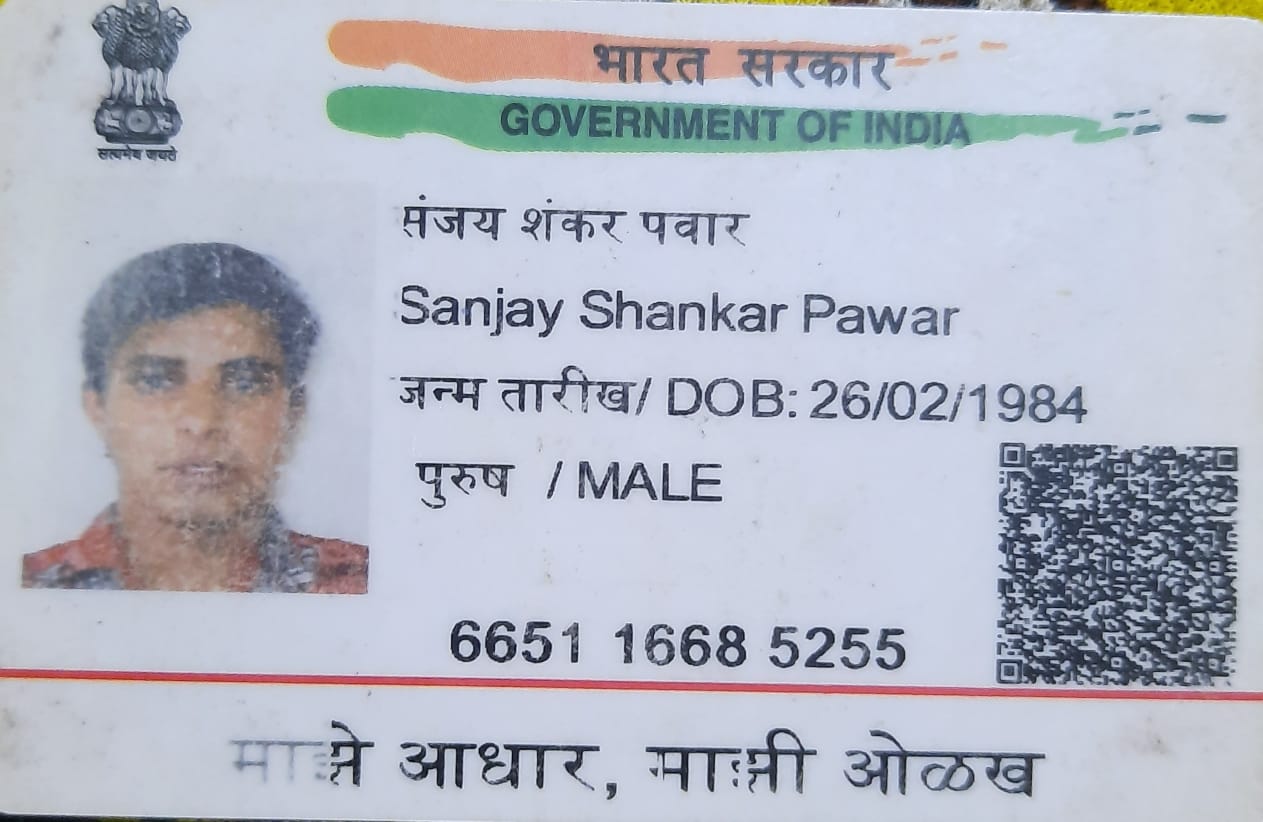 भारत सरकार
GOVERNMENT OF INDIA
सत्यमेव जयते
संजय शंकर पवार
Sanjay Shankar Pawar
जन्म तारीख/ DOB: 26/02/1984
पुरुष / MALE
6651 1668 5255
माझे आधार, माझी ओळख